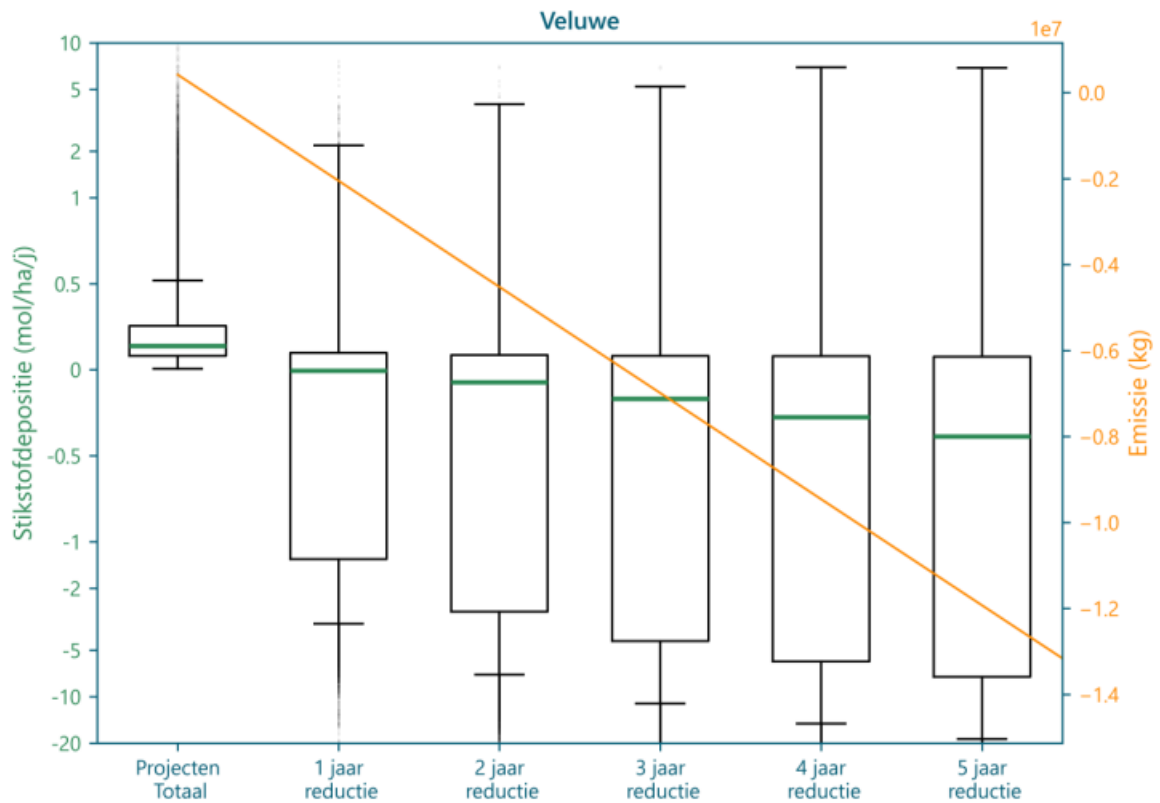 Veluwe
1e7
10
5
2
1
0.5
0
-0.5
-1
-2
-5
-10
-20
Stikstofdepositie (mol/ha/j)
0.0
−0.2
−0.4
−0.6
−0.8
−1.0
−1.2
−1.4
Emissie (kg)
Projecten
Totaal
1 jaar
reductie
2 jaar
reductie
3 jaar
reductie
4 jaar
reductie
5 jaar
reductie